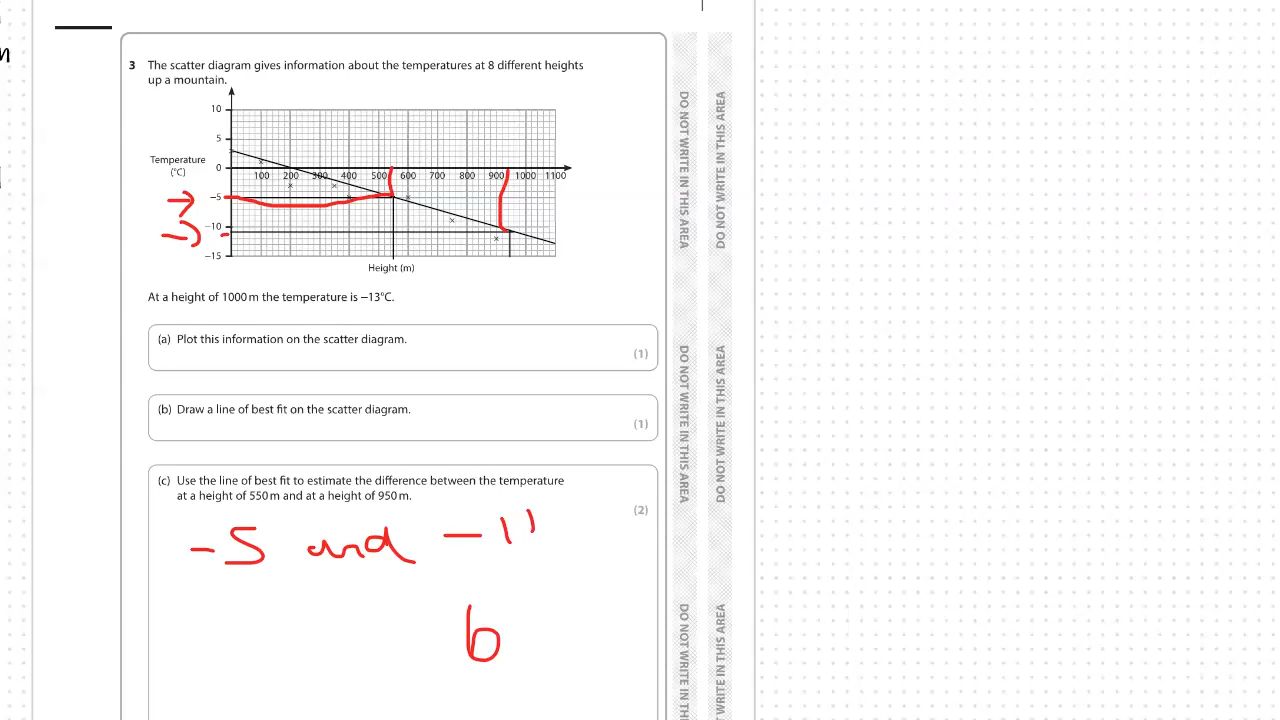 3 The scatter diagram gives information about the temperatures at 8 different heights
up a mountain.
10
5
Temperature
(°C)
0
100 200 300 400 500 600 700 800 900 1000 1100
−5
−10
−15
Height (m)
At a height of 1000 m the temperature is −13°C.
(a) Plot this information on the scatter diagram.
(1)
(b) Draw a line of best fit on the scatter diagram.
(1)
(c) Use the line of best fit to estimate the difference between the temperature
at a height of 550 m and at a height of 950 m.
(2)
-5 and -11
6
DO NOT WRITE IN THIS AREA
DO NOT WRITE IN THIS AREA
DO NOT WRITE IN THIS AREA
DO NOT WRITE IN THIS AREA
DO NOT WRITE IN THIS
NOT WRITE IN THIS AREA